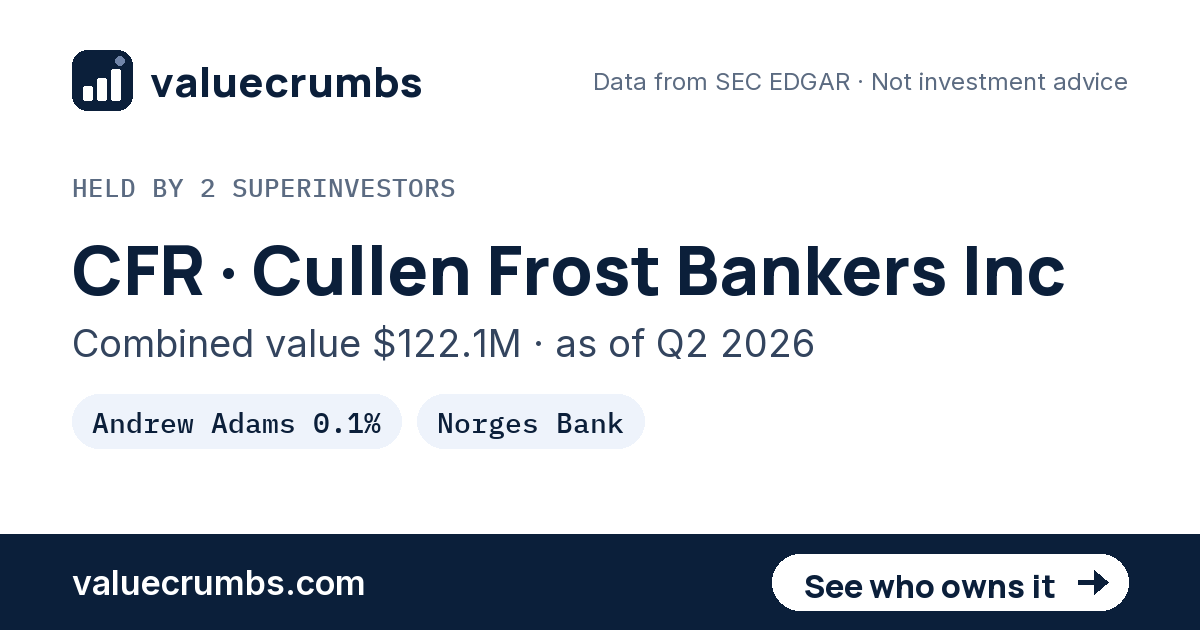 valuecrumbs
Data from SEC EDGAR · Not investment advice
HELD BY 2 SUPERINVESTORS
CFR · Cullen Frost Bankers Inc
Combined value $122.1M · as of Q2 2026
Andrew Adams 0.1%
Norges Bank
valuecrumbs.com
See who owns it →